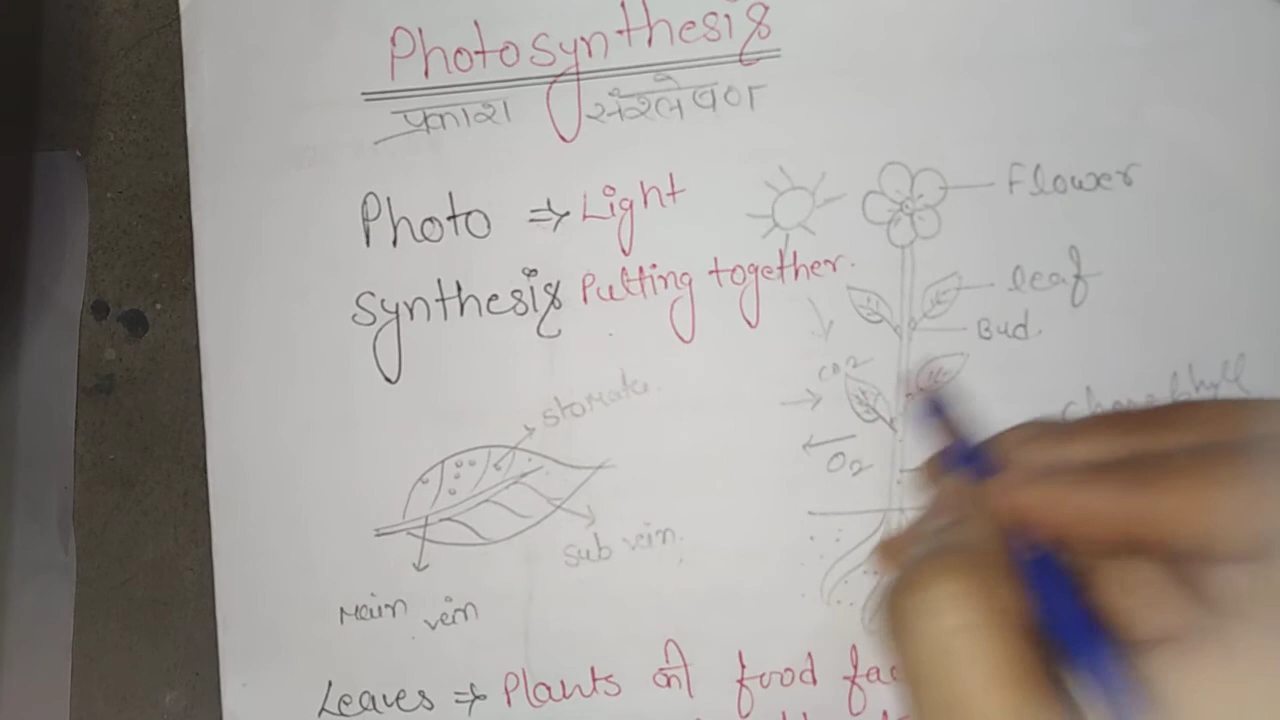 Photosynthesis
प्रकाश संश्लेषण
Photo ⇒ Light
Flower
synthesis Putting together.
leaf
Bud.
CO2
stomata.
O2
sub vein.
Main vein
Leaves ⇒ Plants की food